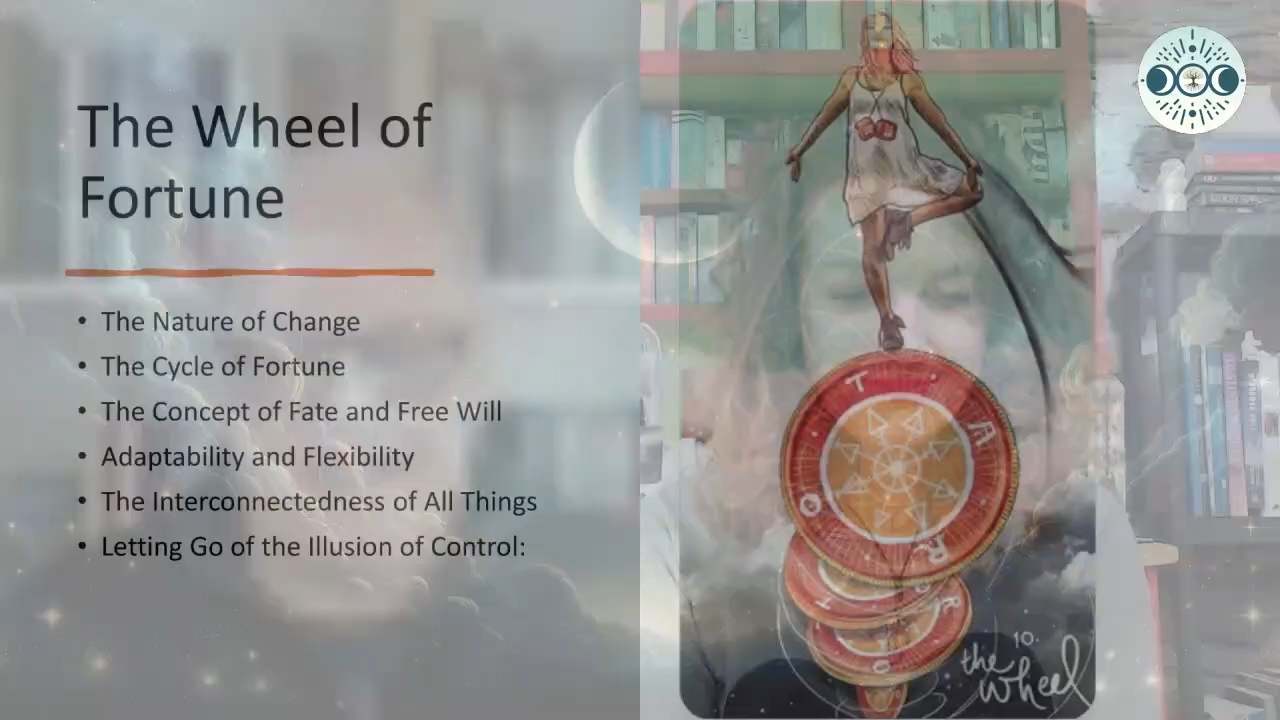 The Wheel of
Fortune
• The Nature of Change
• The Cycle of Fortune
• The Concept of Fate and Free Will
• Adaptability and Flexibility
• The Interconnectedness of All Things
• Letting Go of the Illusion of Control:
T
A
R
O
10.
the
wheel